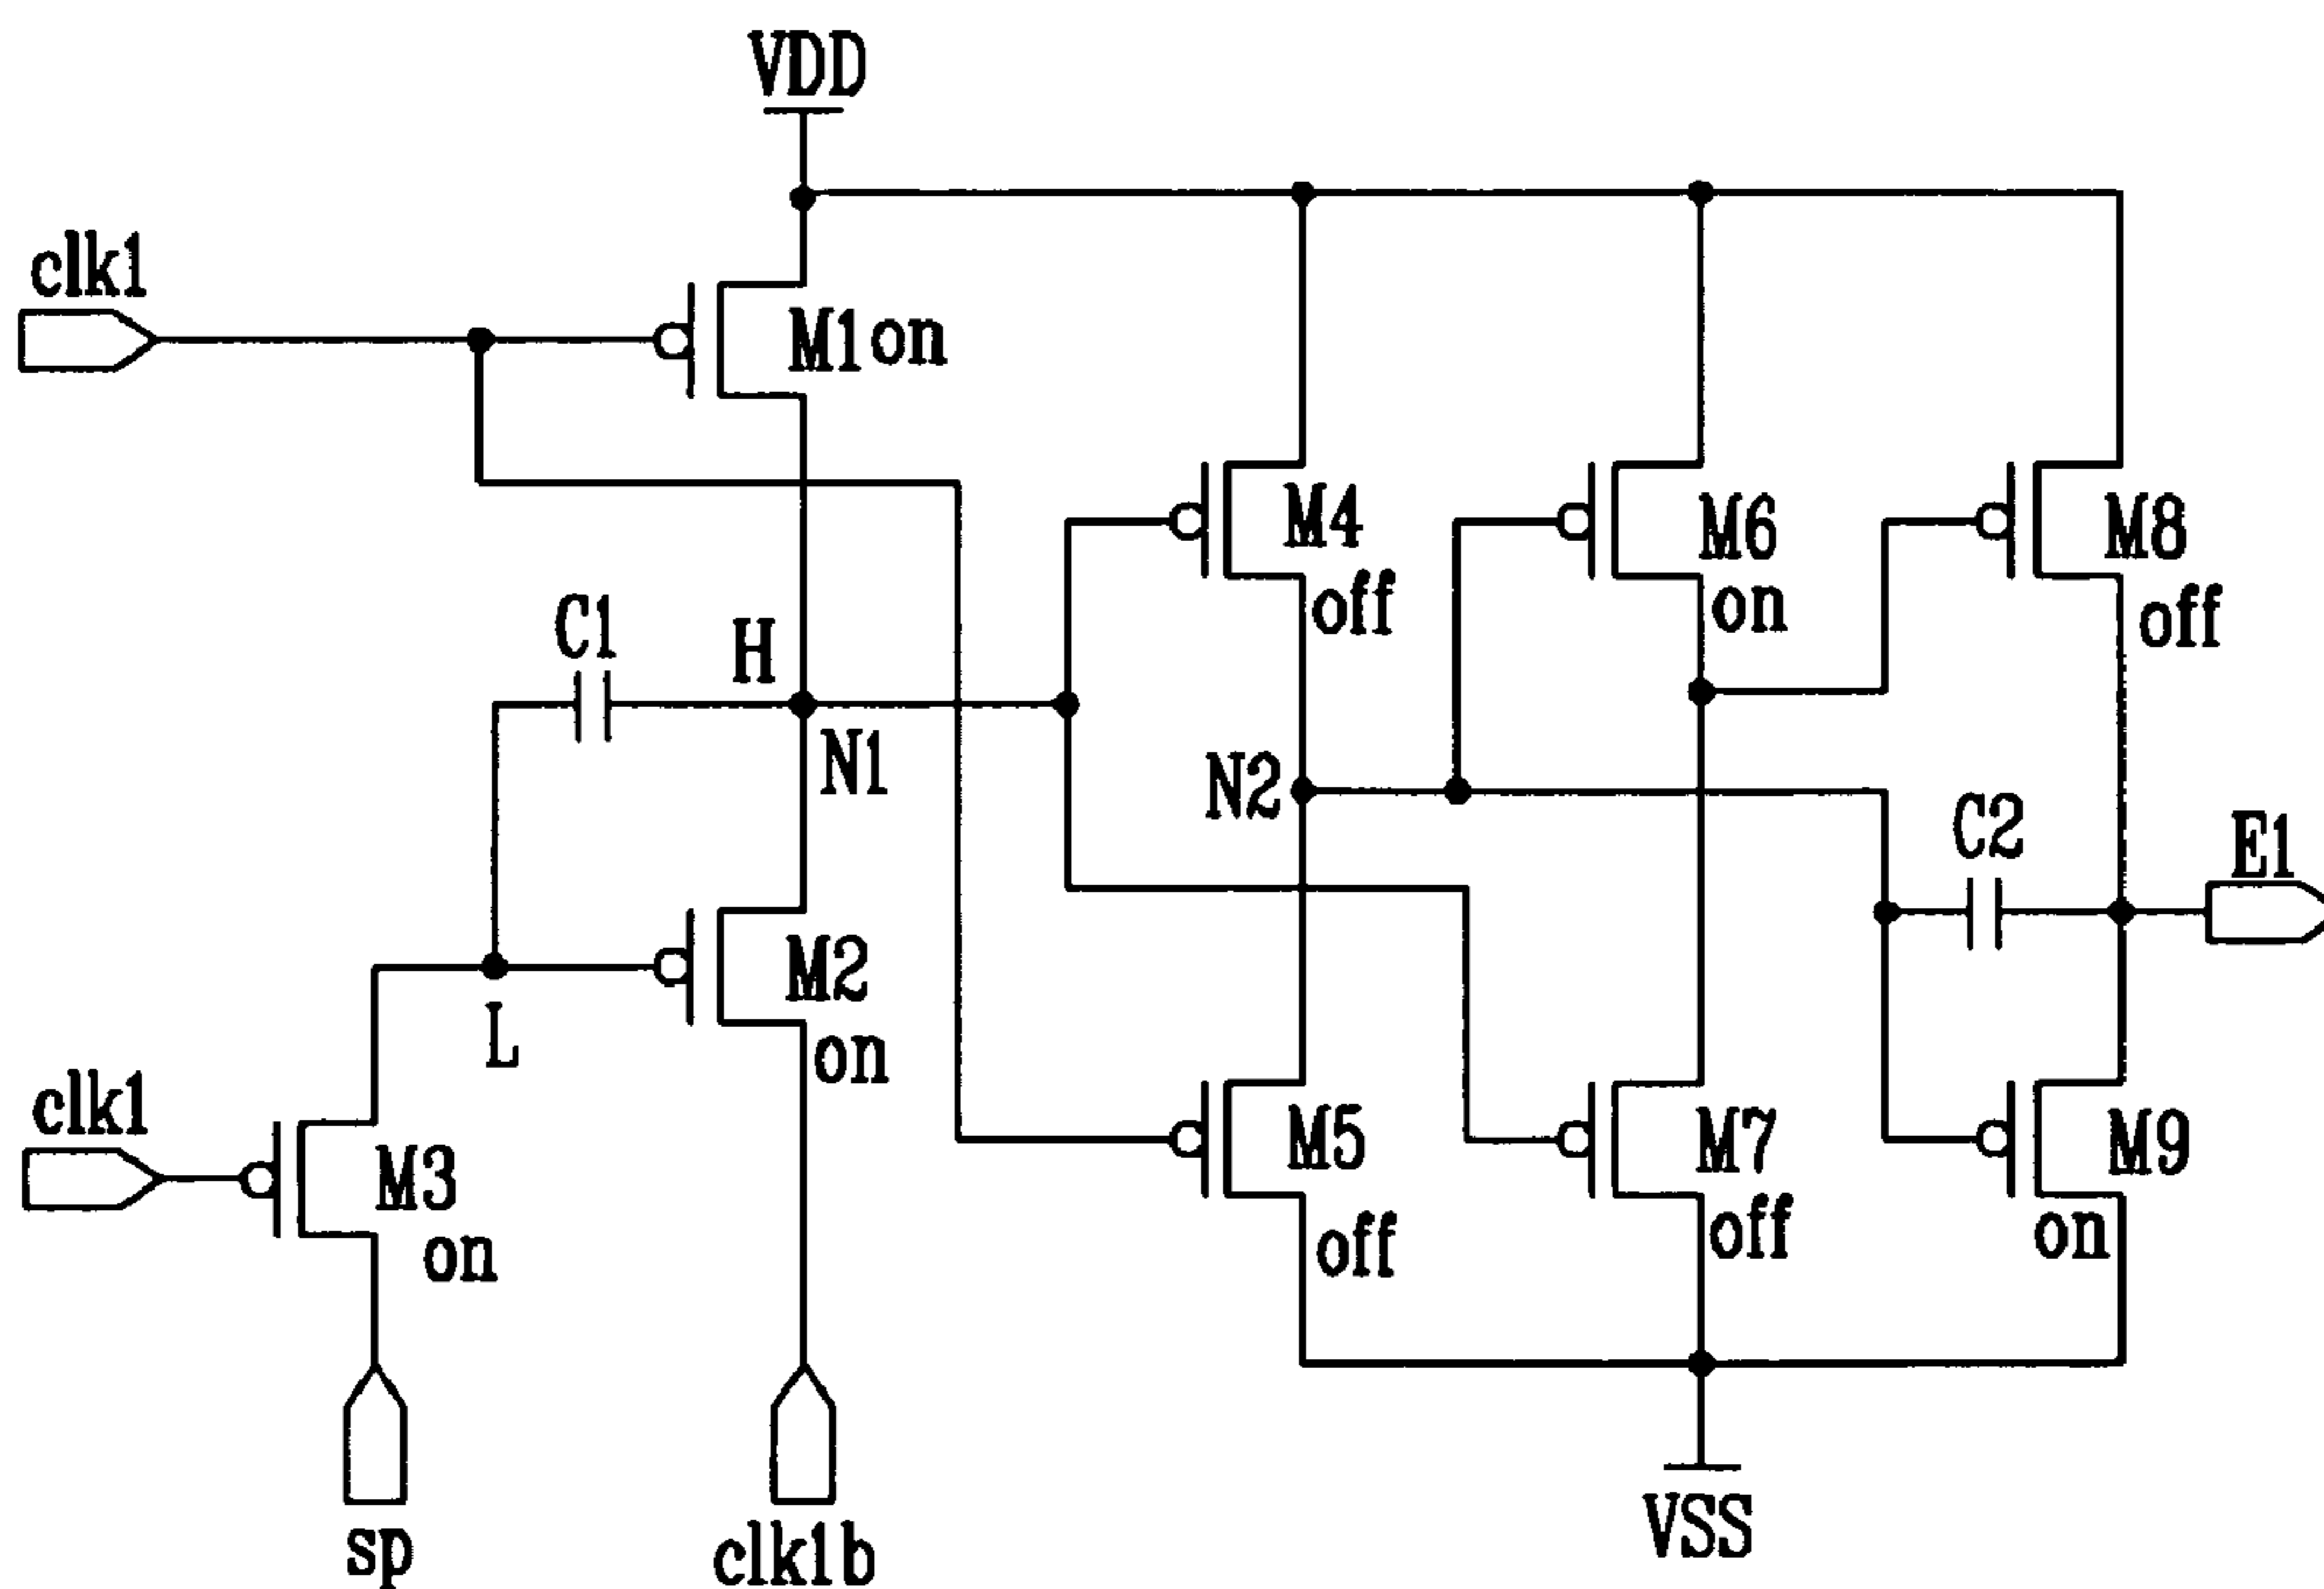 VDD
clk1
M1on
M4
off
M6
on
M8
off
C1
H
N1
N2
C2
E1
M2
on
L
clk1
M3
on
M5
off
M7
off
M9
on
sp
clk1b
VSS